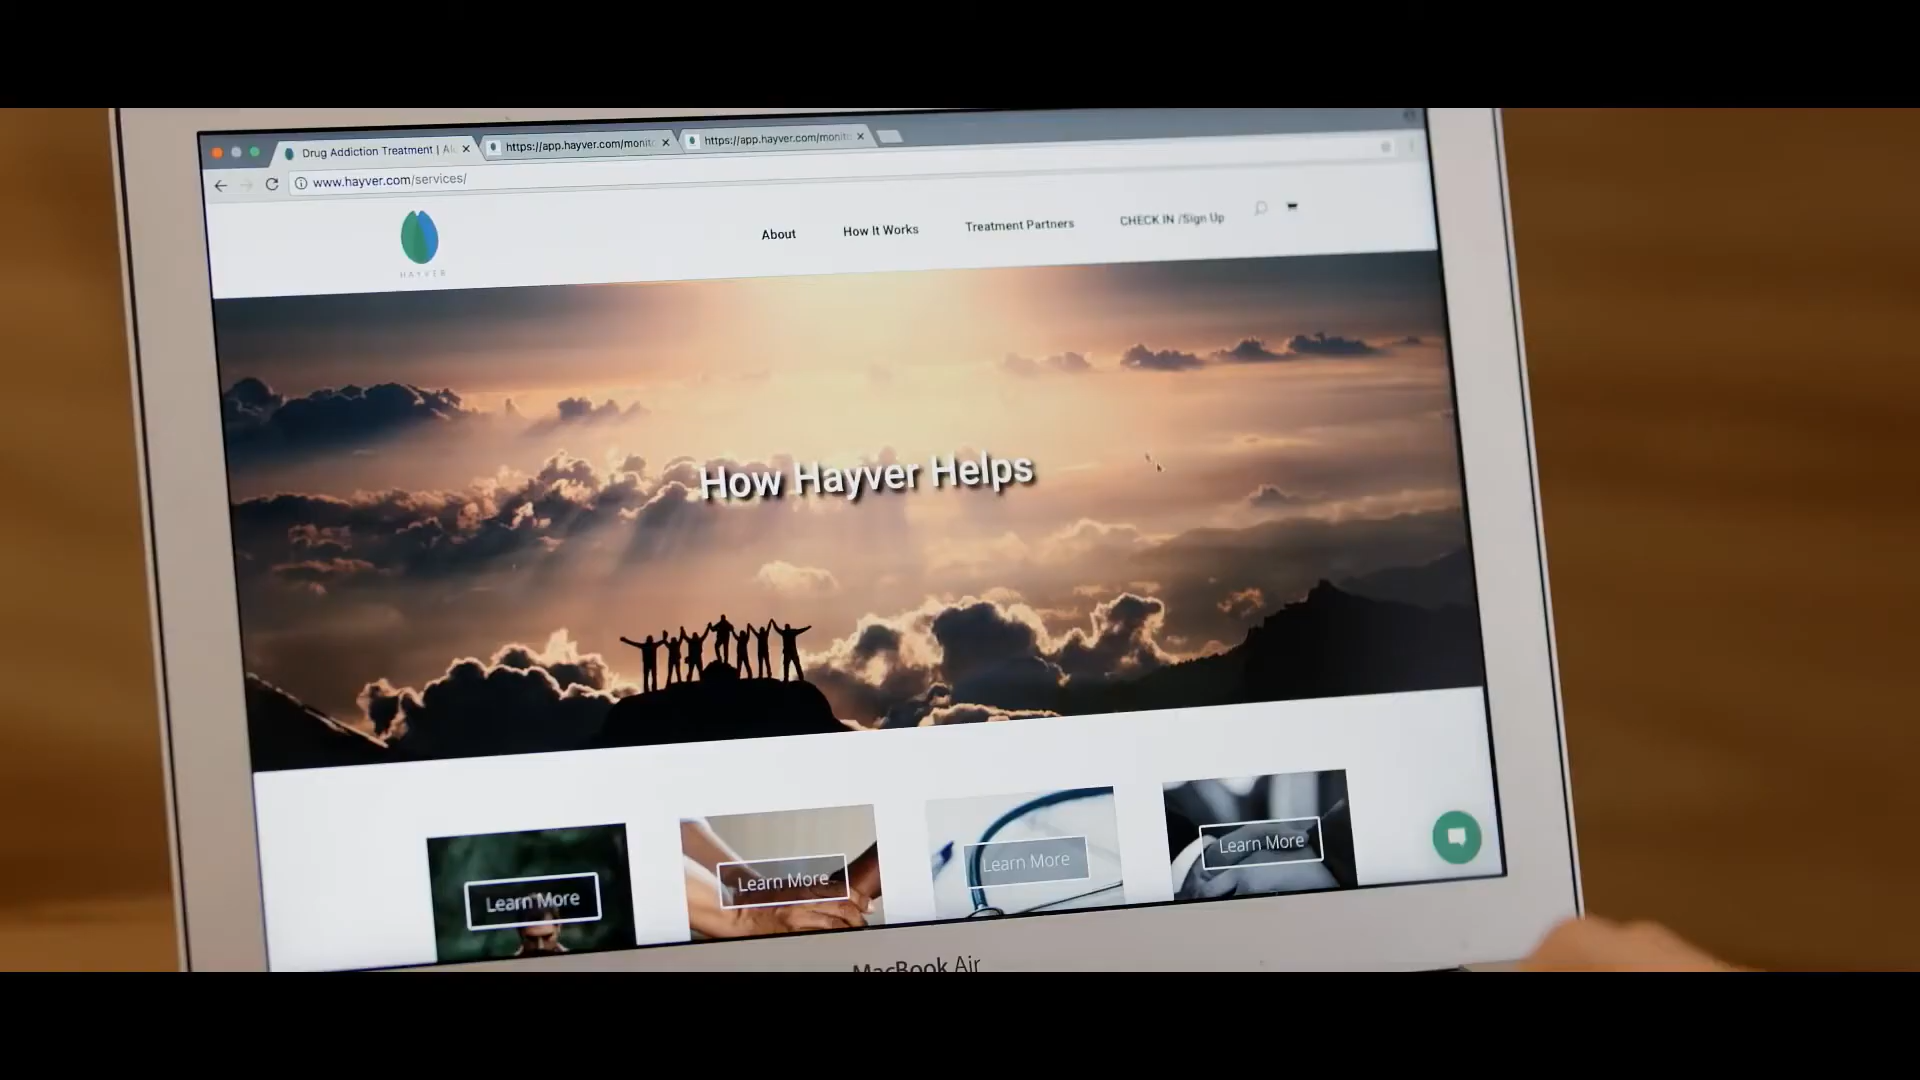 Drug Addiction Treatment | Al
https://app.hayver.com/monit
https://app.hayver.com/monit
www.hayver.com/services/
HAYVER
About
How It Works
Treatment Partners
CHECK IN /Sign Up
How Hayver Helps
Learn More
Learn More
Learn More
Learn More
MacBook Air